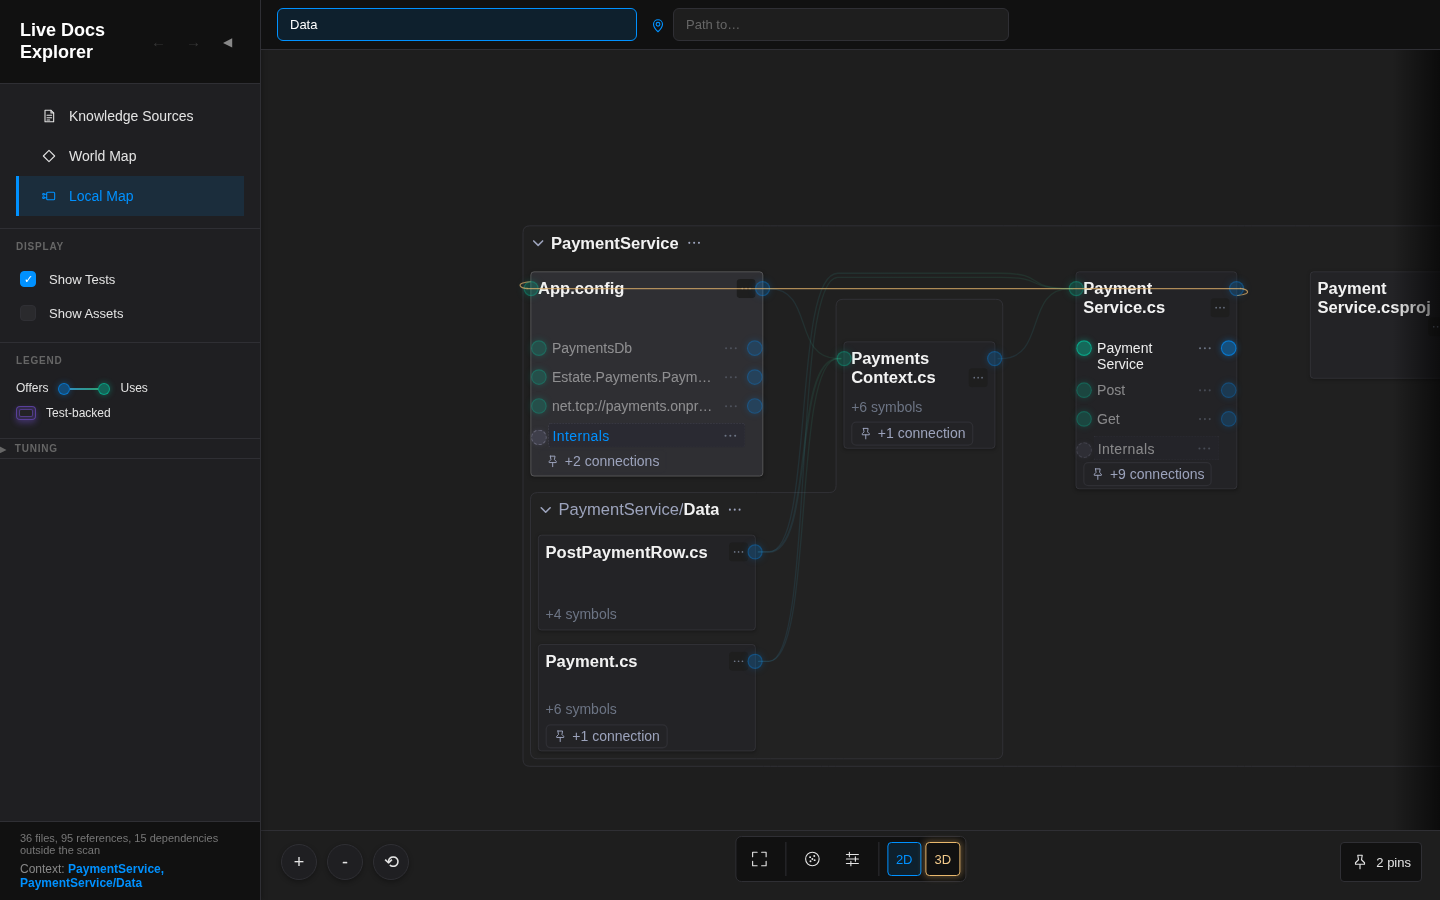 Live Docs
Explorer
Data
Path to…
Knowledge Sources
World Map
Local Map
DISPLAY
Show Tests
Show Assets
LEGEND
Offers
Uses
Test-backed
TUNING
36 files, 95 references, 15 dependencies
outside the scan
Context: PaymentService,
PaymentService/Data
PaymentService
App.config
PaymentsDb
Estate.Payments.Paym…
net.tcp://payments.onpr…
Internals
+2 connections
Payments
Context.cs
+6 symbols
+1 connection
Payment
Service.cs
Payment
Service
Post
Get
Internals
+9 connections
Payment
Service.csproj
PaymentService/Data
PostPaymentRow.cs
+4 symbols
Payment.cs
+6 symbols
+1 connection
2D
3D
2 pins